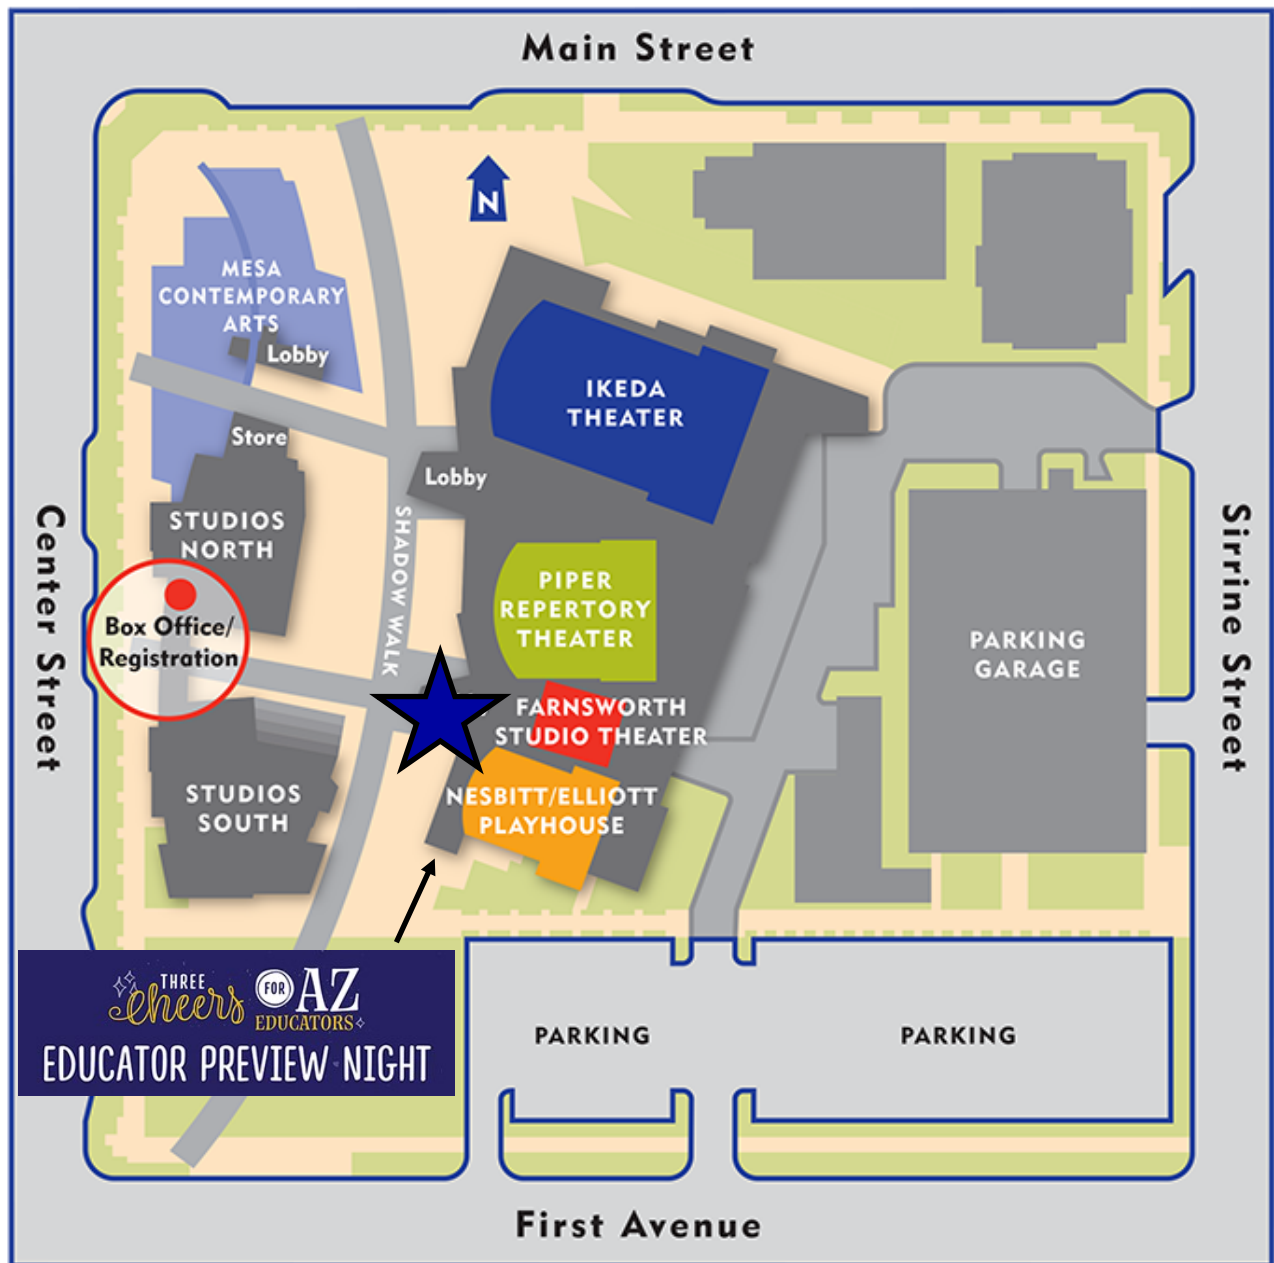 Main Street
N
MESA
CONTEMPORARY
ARTS
Lobby
IKEDA
THEATER
Store
Lobby
STUDIOS
NORTH
SHADOW WALK
Center Street
Sirrine Street
PIPER
REPERTORY
THEATER
Box Office/
Registration
PARKING
GARAGE
FARNSWORTH
STUDIO THEATER
NESBITT/ELLIOTT
PLAYHOUSE
STUDIOS
SOUTH
THREE
cheers
FOR
AZ
EDUCATORS
EDUCATOR PREVIEW NIGHT
PARKING
PARKING
First Avenue